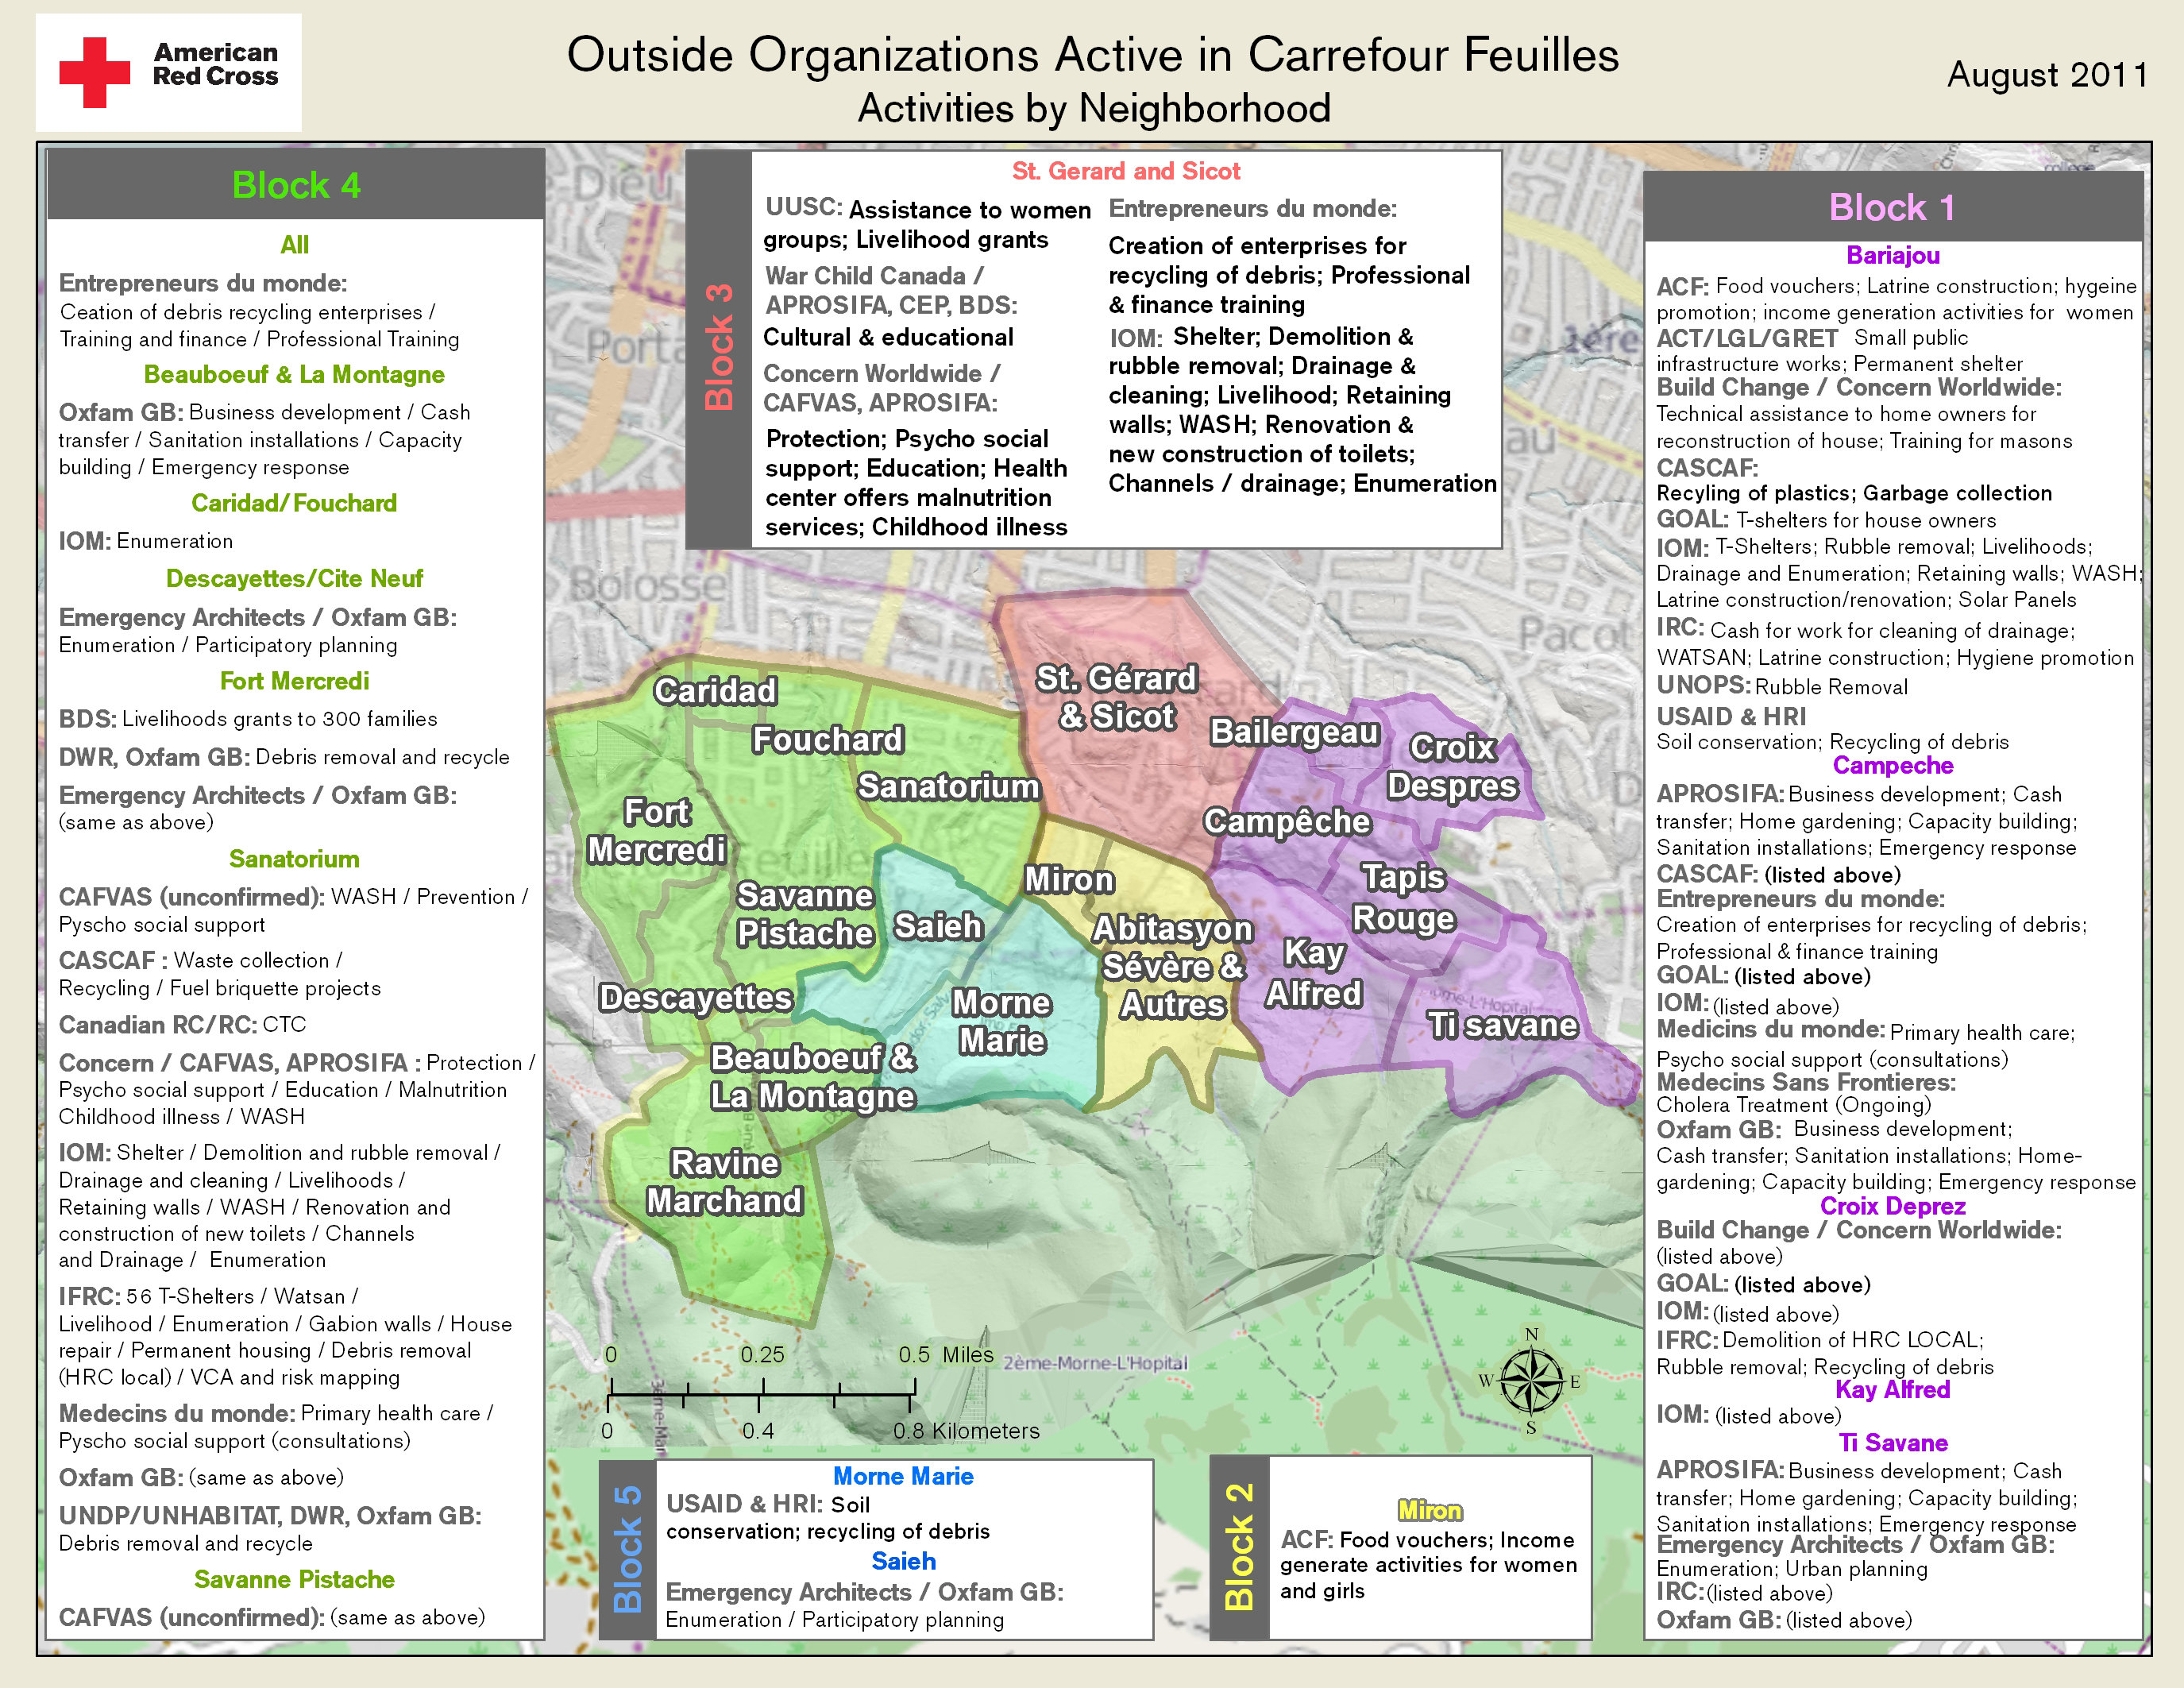 American
Red Cross
Outside Organizations Active in Carrefour Feuilles
Activities by Neighborhood
August 2011
Block 4
All
Entrepreneurs du monde:
Ceation of debris recycling enterprises /
Training and finance / Professional Training
Beauboeuf & La Montagne
Oxfam GB: Business development / Cash
transfer / Sanitation installations / Capacity
building / Emergency response
Caridad/Fouchard
IOM: Enumeration
Descayettes/Cite Neuf
Emergency Architects / Oxfam GB:
Enumeration / Participatory planning
Fort Mercredi
BDS: Livelihoods grants to 300 families
DWR, Oxfam GB: Debris removal and recycle
Emergency Architects / Oxfam GB:
(same as above)
Sanatorium
CAFVAS (unconfirmed): WASH / Prevention /
Pyscho social support
CASCAF : Waste collection /
Recycling / Fuel briquette projects
Canadian RC/RC: CTC
Concern / CAFVAS, APROSIFA : Protection /
Psycho social support / Education / Malnutrition
Childhood illness / WASH
IOM: Shelter / Demolition and rubble removal /
Drainage and cleaning / Livelihoods /
Retaining walls / WASH / Renovation and
construction of new toilets / Channels
and Drainage / Enumeration
IFRC: 56 T-Shelters / Watsan /
Livelihood / Enumeration / Gabion walls / House
repair / Permanent housing / Debris removal
(HRC local) / VCA and risk mapping
Medecins du monde: Primary health care /
Pyscho social support (consultations)
Oxfam GB: (same as above)
UNDP/UNHABITAT, DWR, Oxfam GB:
Debris removal and recycle
Savanne Pistache
CAFVAS (unconfirmed): (same as above)
Block 3
St. Gerard and Sicot
UUSC: Assistance to women
groups; Livelihood grants
War Child Canada /
APROSIFA, CEP, BDS:
Cultural & educational
Concern Worldwide /
CAFVAS, APROSIFA:
Protection; Psycho social
support; Education; Health
center offers malnutrition
services; Childhood illness
Entrepreneurs du monde:
Creation of enterprises for
recycling of debris; Professional
& finance training
IOM: Shelter; Demolition &
rubble removal; Drainage &
cleaning; Livelihood; Retaining
walls; WASH; Renovation &
new construction of toilets;
Channels / drainage; Enumeration
Block 1
Bariajou
ACF: Food vouchers; Latrine construction; hygeine
promotion; income generation activities for women
ACT/LGL/GRET Small public
infrastructure works; Permanent shelter
Build Change / Concern Worldwide:
Technical assistance to home owners for
reconstruction of house; Training for masons
CASCAF:
Recyling of plastics; Garbage collection
GOAL: T-shelters for house owners
IOM: T-Shelters; Rubble removal; Livelihoods;
Drainage and Enumeration; Retaining walls; WASH;
Latrine construction/renovation; Solar Panels
IRC: Cash for work for cleaning of drainage;
WATSAN; Latrine construction; Hygiene promotion
UNOPS: Rubble Removal
USAID & HRI
Soil conservation; Recycling of debris
Campeche
APROSIFA: Business development; Cash
transfer; Home gardening; Capacity building;
Sanitation installations; Emergency response
CASCAF: (listed above)
Entrepreneurs du monde:
Creation of enterprises for recycling of debris;
Professional & finance training
GOAL: (listed above)
IOM: (listed above)
Medicins du monde: Primary health care;
Psycho social support (consultations)
Medecins Sans Frontieres:
Cholera Treatment (Ongoing)
Oxfam GB: Business development;
Cash transfer; Sanitation installations; Home-
gardening; Capacity building; Emergency response
Croix Deprez
Build Change / Concern Worldwide:
(listed above)
GOAL: (listed above)
IOM: (listed above)
IFRC: Demolition of HRC LOCAL;
Rubble removal; Recycling of debris
Kay Alfred
IOM: (listed above)
Ti Savane
APROSIFA: Business development; Cash
transfer; Home gardening; Capacity building;
Sanitation installations; Emergency response
Emergency Architects / Oxfam GB:
Enumeration; Urban planning
IRC: (listed above)
Oxfam GB: (listed above)
Bolosse
Pacot
Caridad
Fouchard
Sanatorium
Fort
Mercredi
Savanne
Pistache
Descayettes
Beauboeuf &
La Montagne
Ravine
Marchand
Saieh
Morne
Marie
Miron
Abitasyon
Sévère &
Autres
St. Gérard
& Sicot
Bailergeau
Croix
Despres
Campêche
Tapis
Rouge
Kay
Alfred
Ti savane
0 0.25 0.5 Miles
0 0.4 0.8 Kilometers
2ème-Morne-L'Hopital
N
W E
S
Block 5
Morne Marie
USAID & HRI: Soil
conservation; recycling of debris
Saieh
Emergency Architects / Oxfam GB:
Enumeration / Participatory planning
Block 2
Miron
ACF: Food vouchers; Income
generate activities for women
and girls